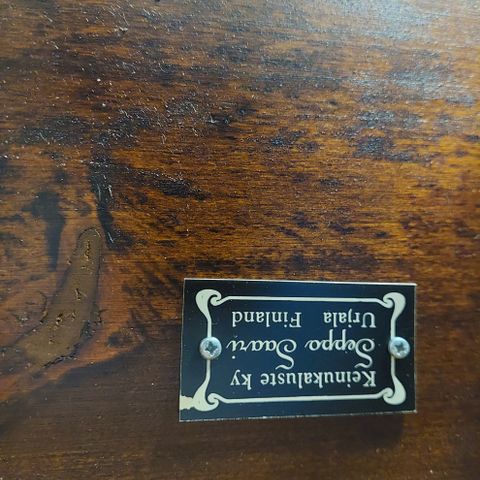 Keinukaluste ky
Seppo Saari
Urjala Finland